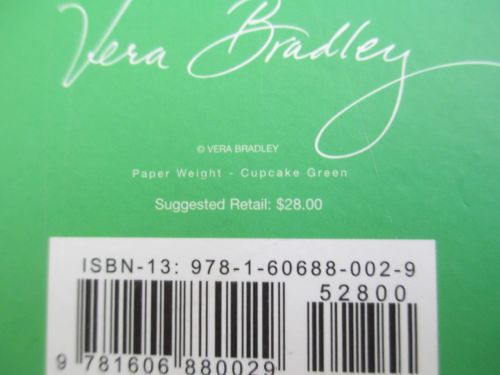 Vera Bradley
© VERA BRADLEY
Paper Weight - Cupcake Green
Suggested Retail: $28.00
ISBN-13: 978-1-60688-002-9
52800
9 781606 880029